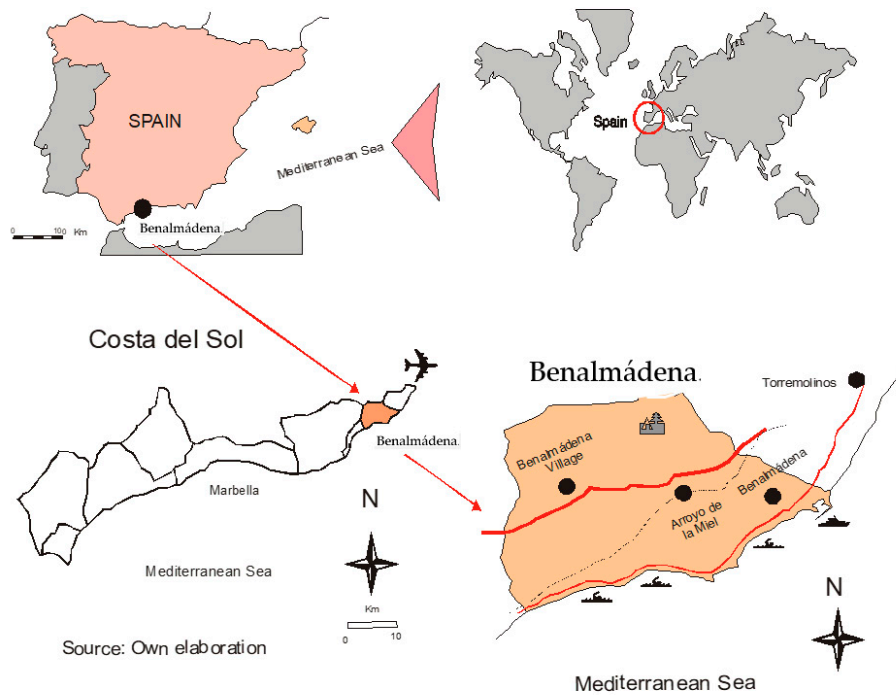 SPAIN
Mediterranean Sea
Benalmádena.
0 100
Km
Spain
Costa del Sol
Benalmádena.
Marbella
N
Mediterranean Sea
Km
0 10
Source: Own elaboration
Benalmádena.
Torremolinos
Benalmádena
Village
Arroyo de
la Miel
Benalmádena
N
Mediterranean Sea